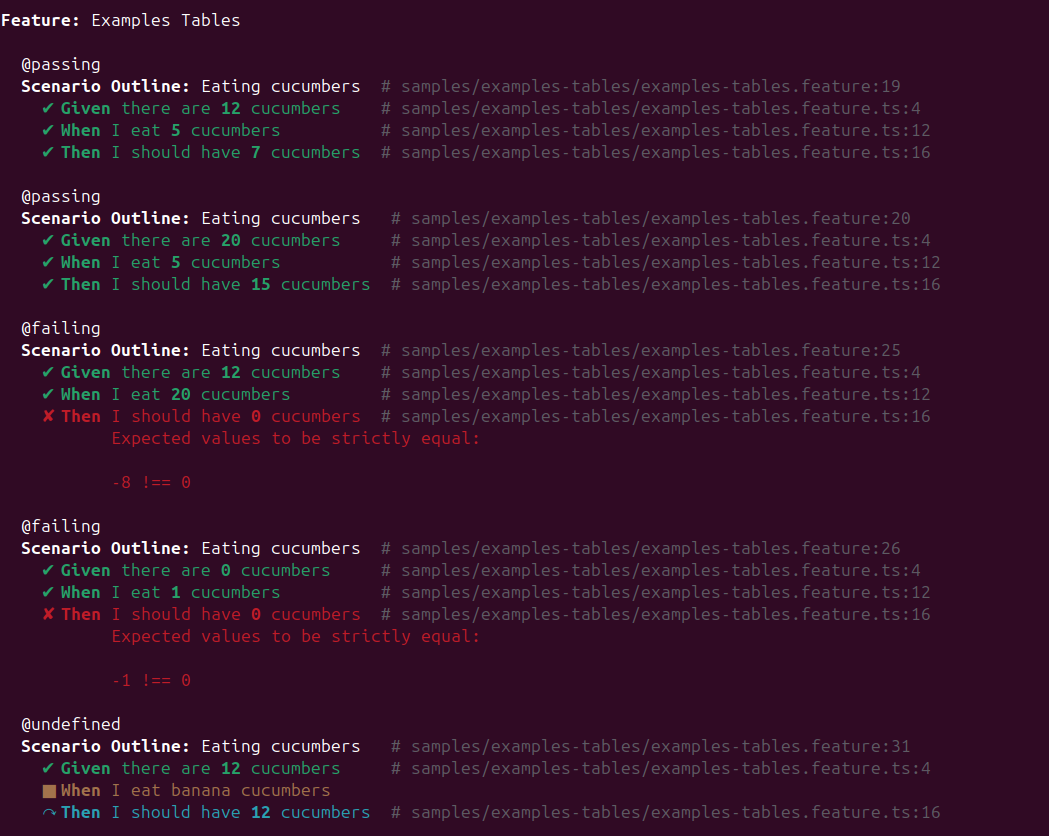 Feature: Examples Tables
@passing
Scenario Outline: Eating cucumbers # samples/examples-tables/examples-tables.feature:19
✔ Given there are 12 cucumbers # samples/examples-tables/examples-tables.feature.ts:4
✔ When I eat 5 cucumbers # samples/examples-tables/examples-tables.feature.ts:12
✔ Then I should have 7 cucumbers # samples/examples-tables/examples-tables.feature.ts:16
@passing
Scenario Outline: Eating cucumbers # samples/examples-tables/examples-tables.feature:20
✔ Given there are 20 cucumbers # samples/examples-tables/examples-tables.feature.ts:4
✔ When I eat 5 cucumbers # samples/examples-tables/examples-tables.feature.ts:12
✔ Then I should have 15 cucumbers # samples/examples-tables/examples-tables.feature.ts:16
@failing
Scenario Outline: Eating cucumbers # samples/examples-tables/examples-tables.feature:25
✔ Given there are 12 cucumbers # samples/examples-tables/examples-tables.feature.ts:4
✔ When I eat 20 cucumbers # samples/examples-tables/examples-tables.feature.ts:12
✘ Then I should have 0 cucumbers # samples/examples-tables/examples-tables.feature.ts:16
Expected values to be strictly equal:
-8 !== 0
@failing
Scenario Outline: Eating cucumbers # samples/examples-tables/examples-tables.feature:26
✔ Given there are 0 cucumbers # samples/examples-tables/examples-tables.feature.ts:4
✔ When I eat 1 cucumbers # samples/examples-tables/examples-tables.feature.ts:12
✘ Then I should have 0 cucumbers # samples/examples-tables/examples-tables.feature.ts:16
Expected values to be strictly equal:
-1 !== 0
@undefined
Scenario Outline: Eating cucumbers # samples/examples-tables/examples-tables.feature:31
✔ Given there are 12 cucumbers # samples/examples-tables/examples-tables.feature.ts:4
■ When I eat banana cucumbers
↷ Then I should have 12 cucumbers # samples/examples-tables/examples-tables.feature.ts:16